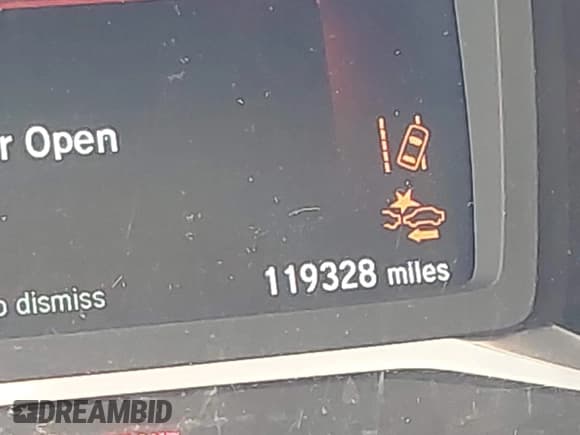 r Open
119328 miles
o dismiss
DREAMBID